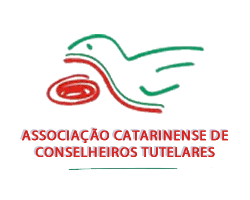 ASSOCIAÇÃO CATARINENSE DE
CONSELHEIROS TUTELARES